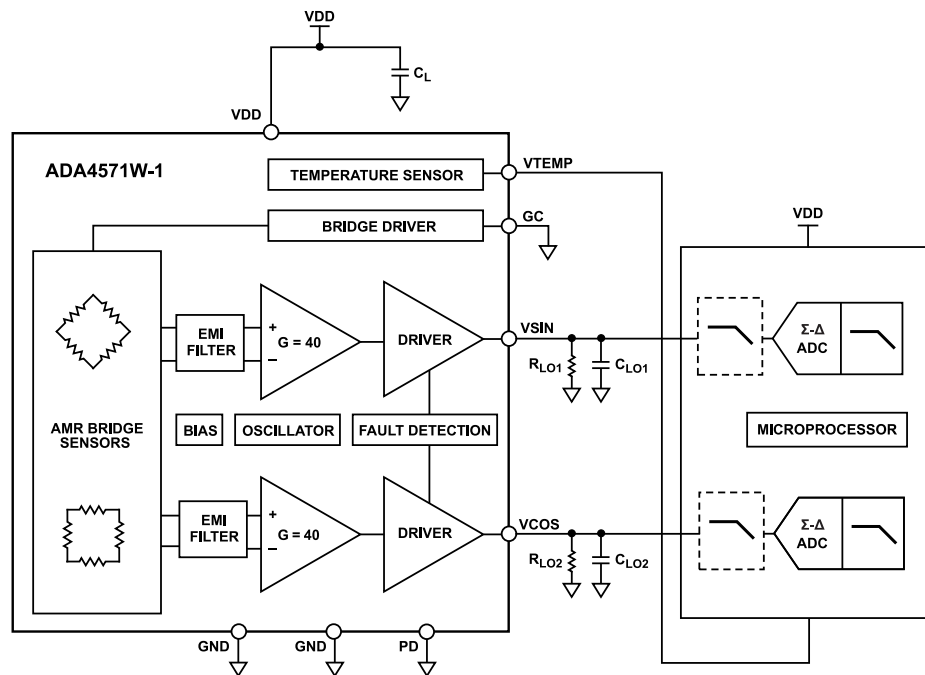 VDD
CL
VDD
ADA4571W-1
TEMPERATURE SENSOR
VTEMP
BRIDGE DRIVER
GC
VDD
EMI
FILTER
+
G = 40
−
DRIVER
VSIN
RLO1
CLO1
Σ-Δ
ADC
AMR BRIDGE
SENSORS
BIAS
OSCILLATOR
FAULT DETECTION
MICROPROCESSOR
EMI
FILTER
+
G = 40
−
DRIVER
VCOS
RLO2
CLO2
Σ-Δ
ADC
GND
GND
PD